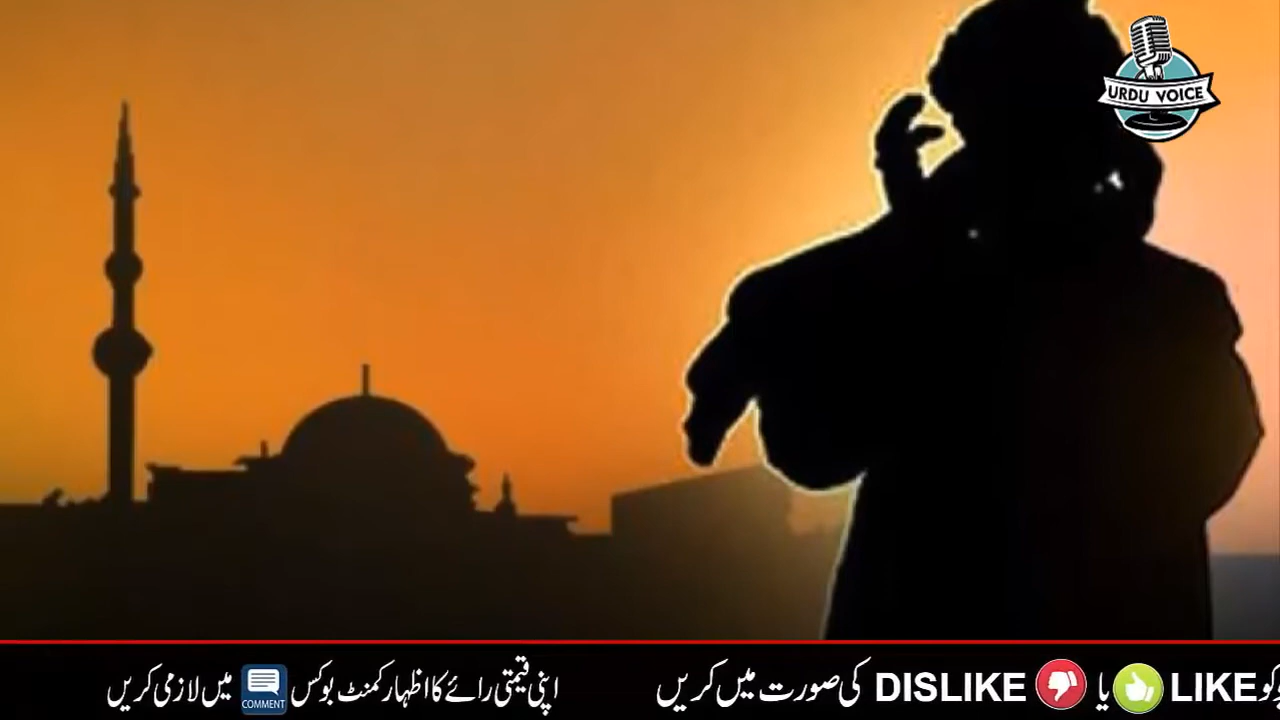 URDU VOICE
کو LIKE یا DISLIKE کی صورت میں کریں اپنی قیمتی رائے کا اظہار کمنٹ بوکس COMMENT میں لازمی کریں